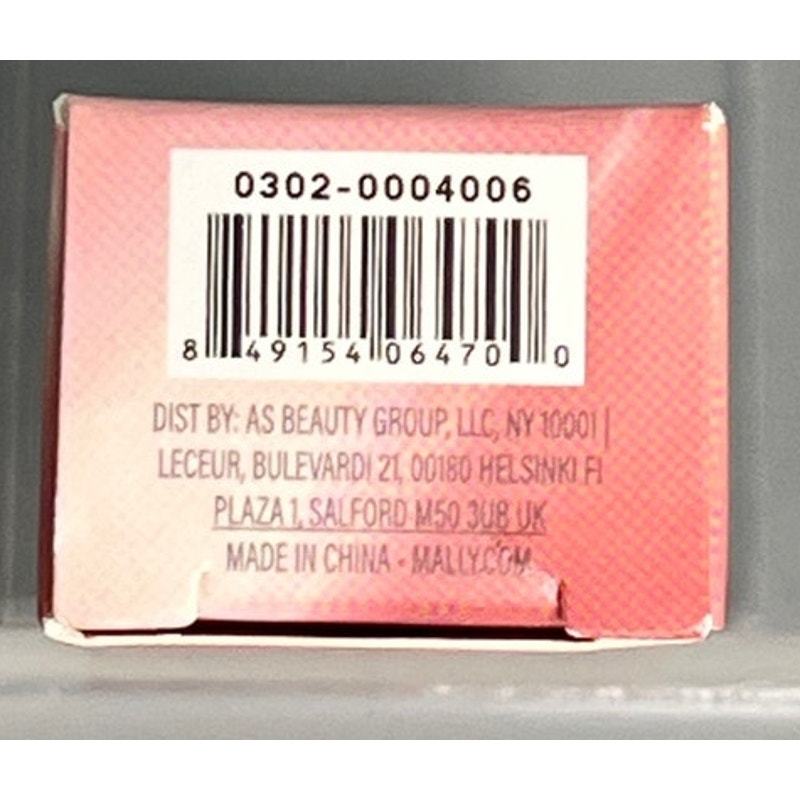 0302-0004006
8 49154 06470 0
DIST BY: AS BEAUTY GROUP, LLC, NY 10001 |
LECEUR, BULEVARDI 21, 00180 HELSINKI FI
PLAZA 1, SALFORD M50 3UB UK
MADE IN CHINA - MALLY.COM